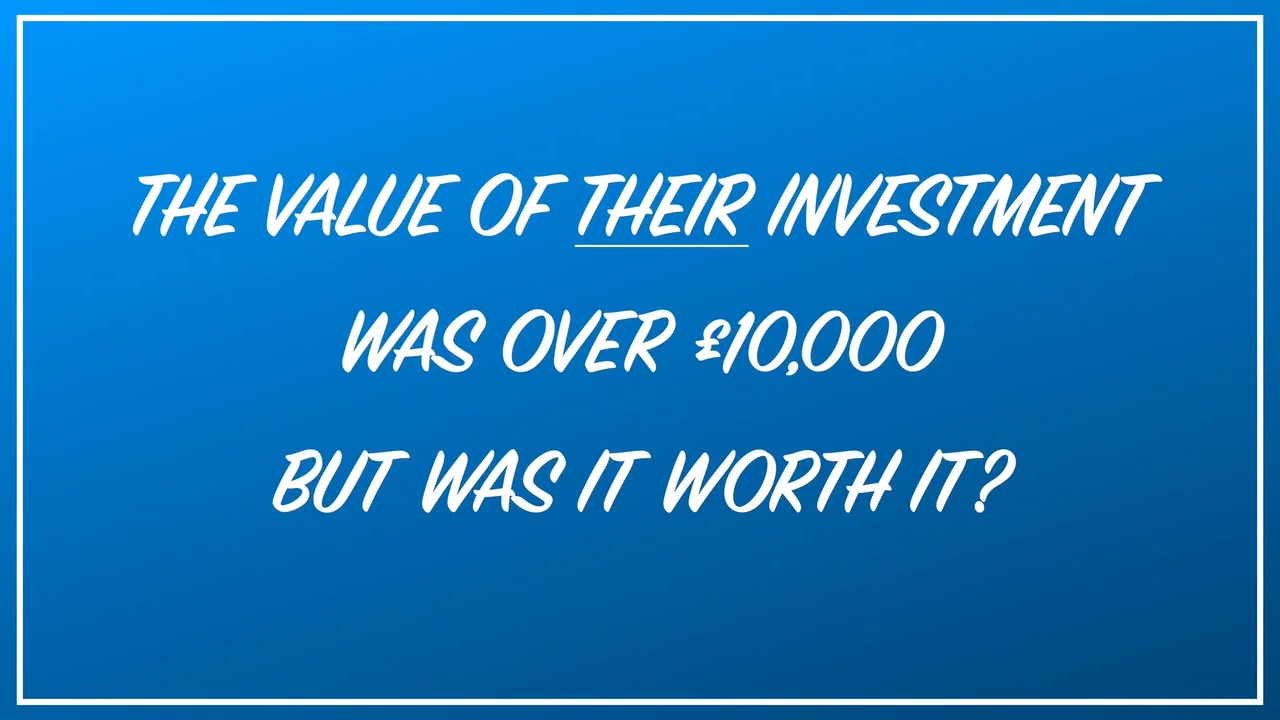 THE VALUE OF THEIR INVESTMENT
WAS OVER £10,000
BUT WAS IT WORTH IT?